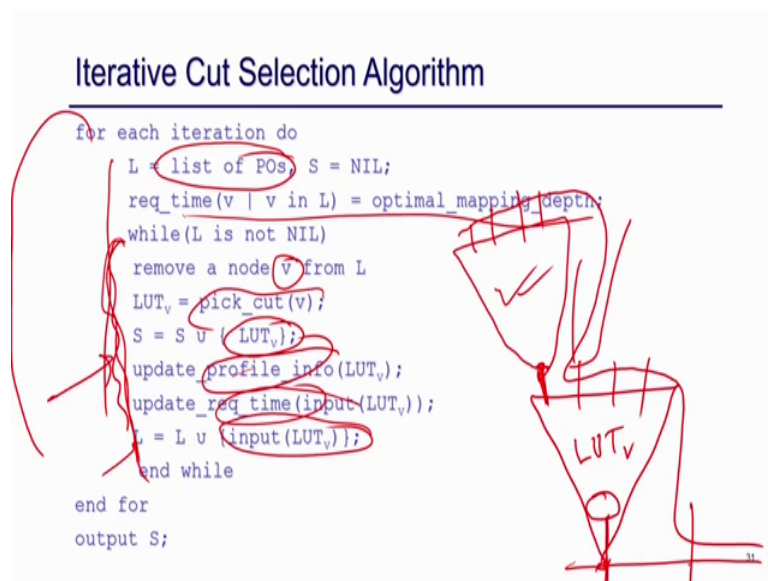 Iterative Cut Selection Algorithm
for each iteration do
L = list of POs, S = NIL;
req_time(v | v in L) = optimal_mapping_depth;
while(L is not NIL)
remove a node v from L
LUTv = pick_cut(v);
S = S ∪ { LUTv};
update_profile_info(LUTv);
update_req_time(input(LUTv));
L = L ∪ {input(LUTv)};
end while
end for
output S;
LUTv
31